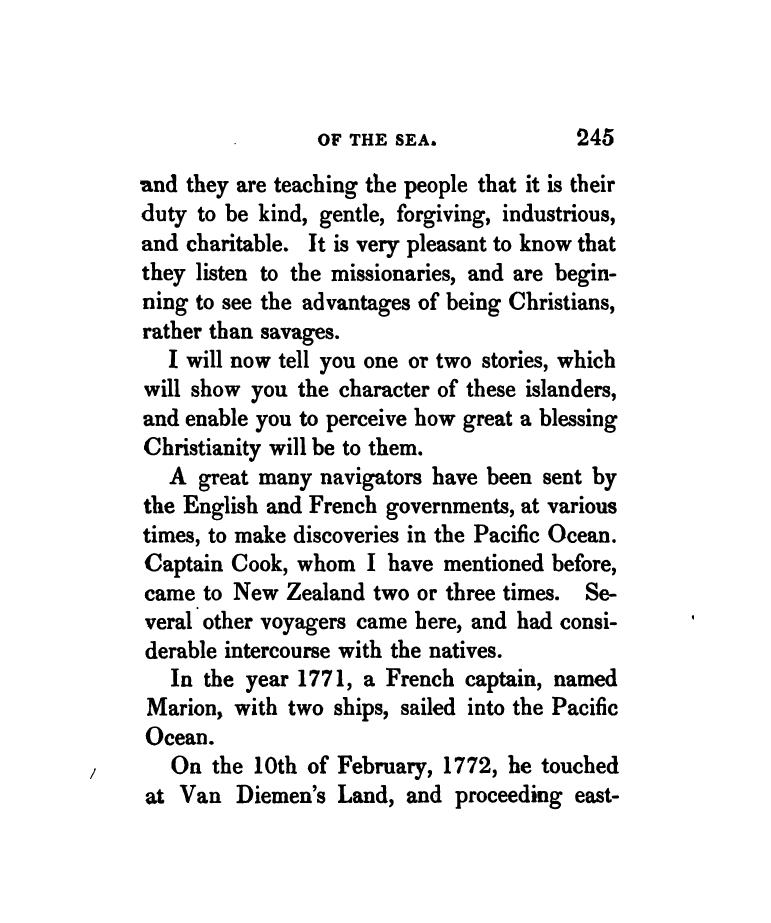 OF THE SEA. 245
and they are teaching the people that it is their
duty to be kind, gentle, forgiving, industrious,
and charitable. It is very pleasant to know that
they listen to the missionaries, and are begin-
ning to see the advantages of being Christians,
rather than savages.
I will now tell you one or two stories, which
will show you the character of these islanders,
and enable you to perceive how great a blessing
Christianity will be to them.
A great many navigators have been sent by
the English and French governments, at various
times, to make discoveries in the Pacific Ocean.
Captain Cook, whom I have mentioned before,
came to New Zealand two or three times. Se-
veral other voyagers came here, and had consi-
derable intercourse with the natives.
In the year 1771, a French captain, named
Marion, with two ships, sailed into the Pacific
Ocean.
On the 10th of February, 1772, he touched
at Van Diemen's Land, and proceeding east-